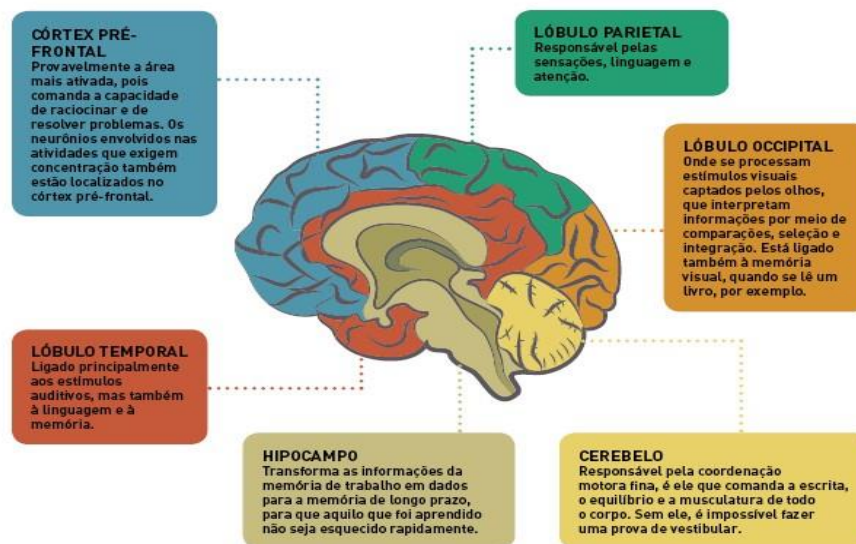 CÓRTEX PRÉ-
FRONTAL
Provavelmente a área
mais ativada, pois
comanda a capacidade
de raciocinar e de
resolver problemas. Os
neurônios envolvidos nas
atividades que exigem
concentração também
estão localizados no
córtex pré-frontal.
LÓBULO PARIETAL
Responsável pelas
sensações, linguagem e
atenção.
LÓBULO OCCIPITAL
Onde se processam
estímulos visuais
captados pelos olhos,
que interpretam
informações por meio de
comparações, seleção e
integração. Está ligado
também à memória
visual, quando se lê um
livro, por exemplo.
LÓBULO TEMPORAL
Ligado principalmente
aos estímulos
auditivos, mas também
à linguagem e à
memória.
HIPOCAMPO
Transforma as informações da
memória de trabalho em dados
para a memória de longo prazo,
para que aquilo que foi aprendido
não seja esquecido rapidamente.
CEREBELO
Responsável pela coordenação
motora fina, é ele que comanda a escrita,
o equilíbrio e a musculatura de todo
o corpo. Sem ele, é impossível fazer
uma prova de vestibular.